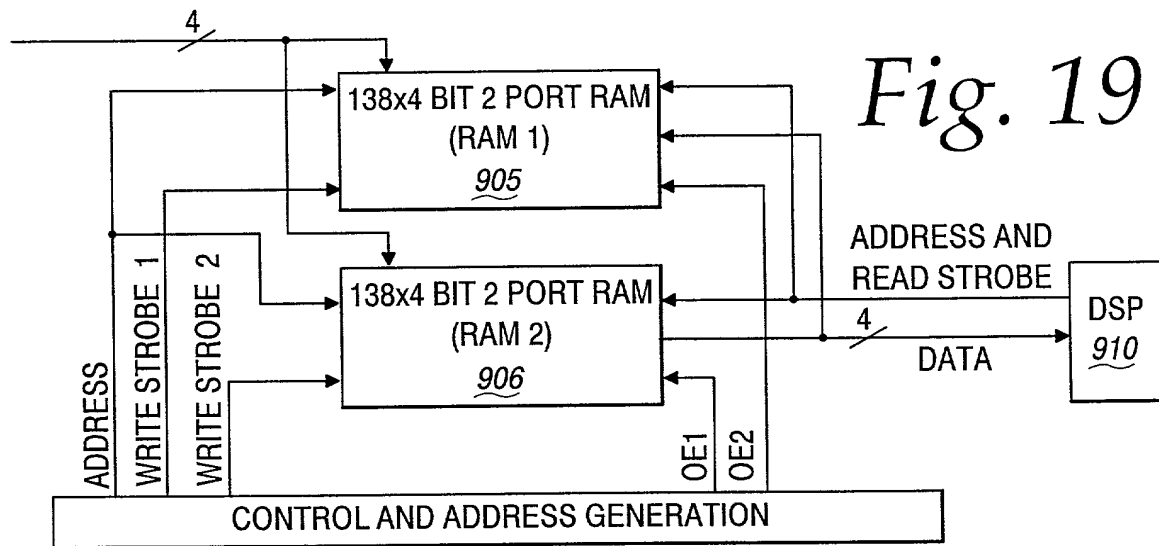 4
Fig. 19
138x4 BIT 2 PORT RAM
(RAM 1)
905
ADDRESS AND
READ STROBE
138x4 BIT 2 PORT RAM
(RAM 2)
906
4
DATA
DSP
910
ADDRESS
WRITE STROBE 1
WRITE STROBE 2
OE1
OE2
CONTROL AND ADDRESS GENERATION